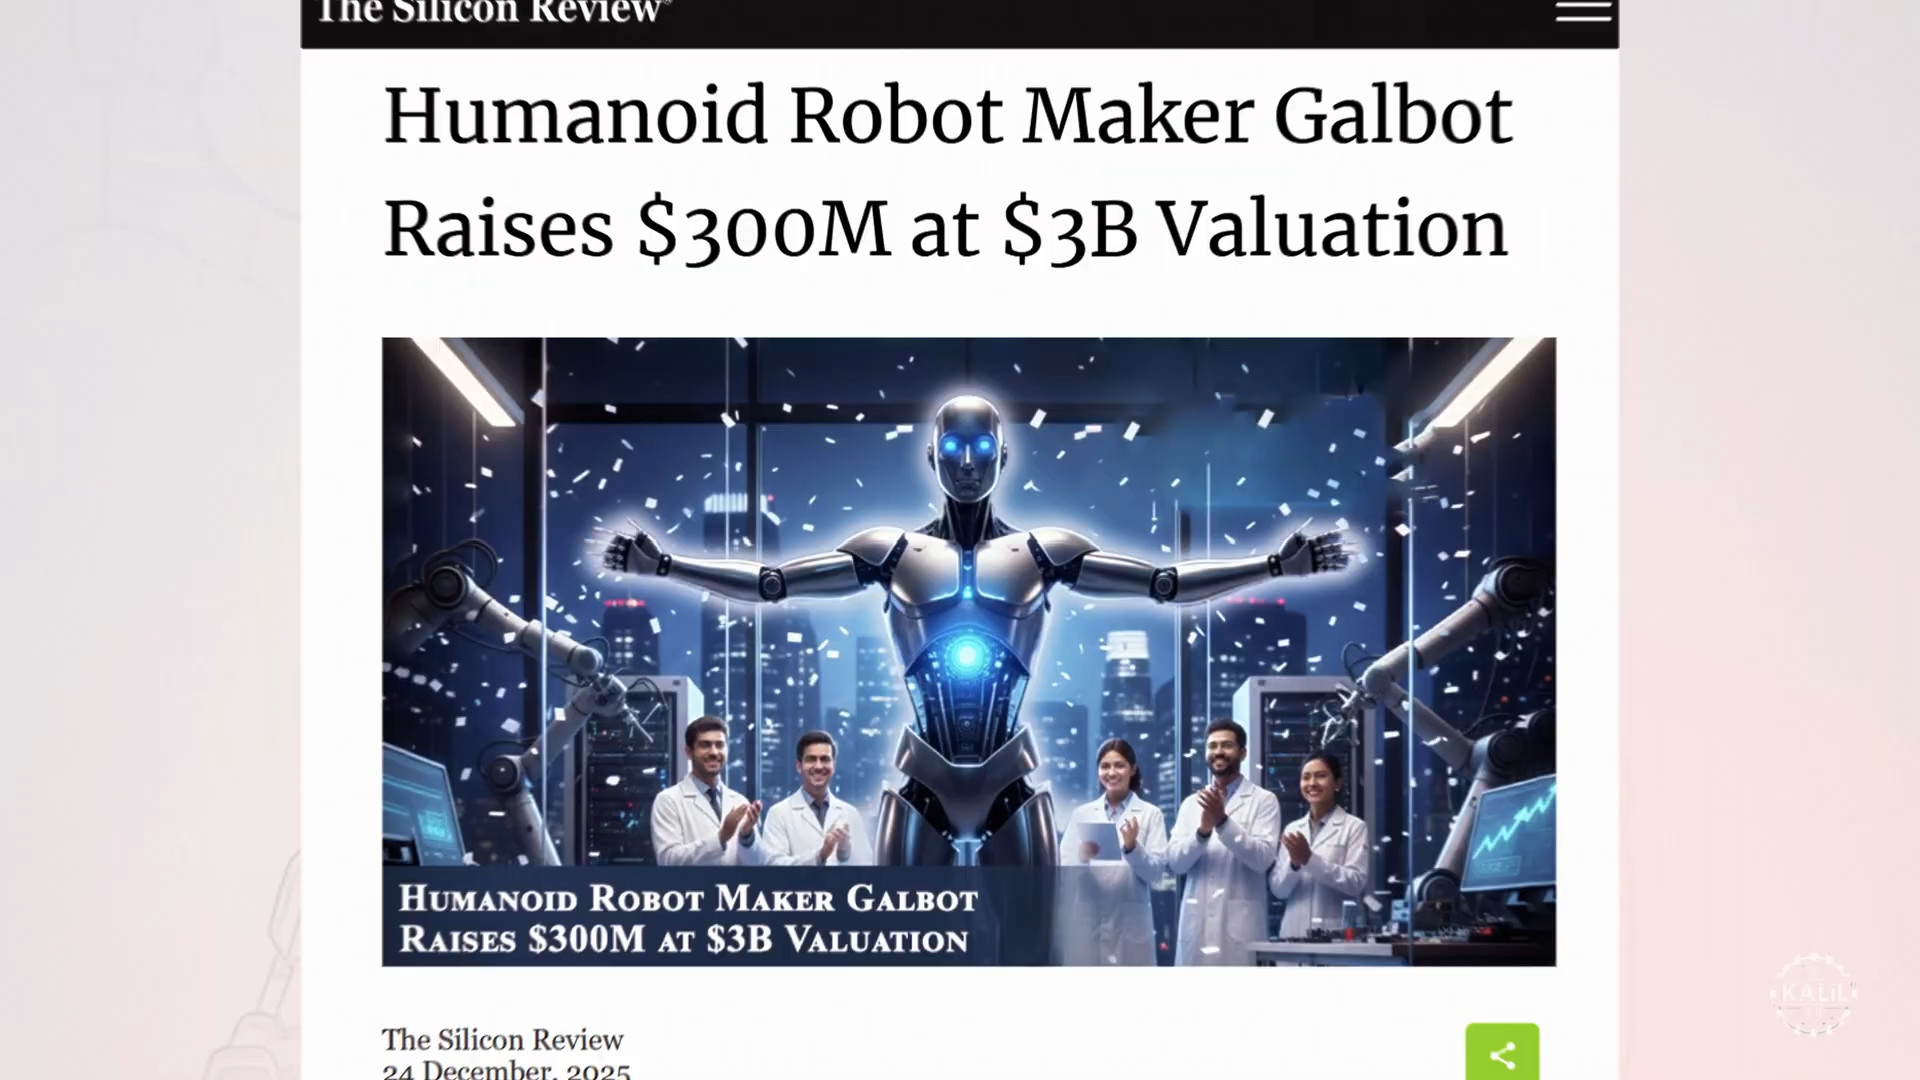 The Silicon Review
Humanoid Robot Maker Galbot
Raises $300M at $3B Valuation
HUMANOID ROBOT MAKER GALBOT
RAISES $300M AT $3B VALUATION
The Silicon Review
24 December, 2025
KALIL